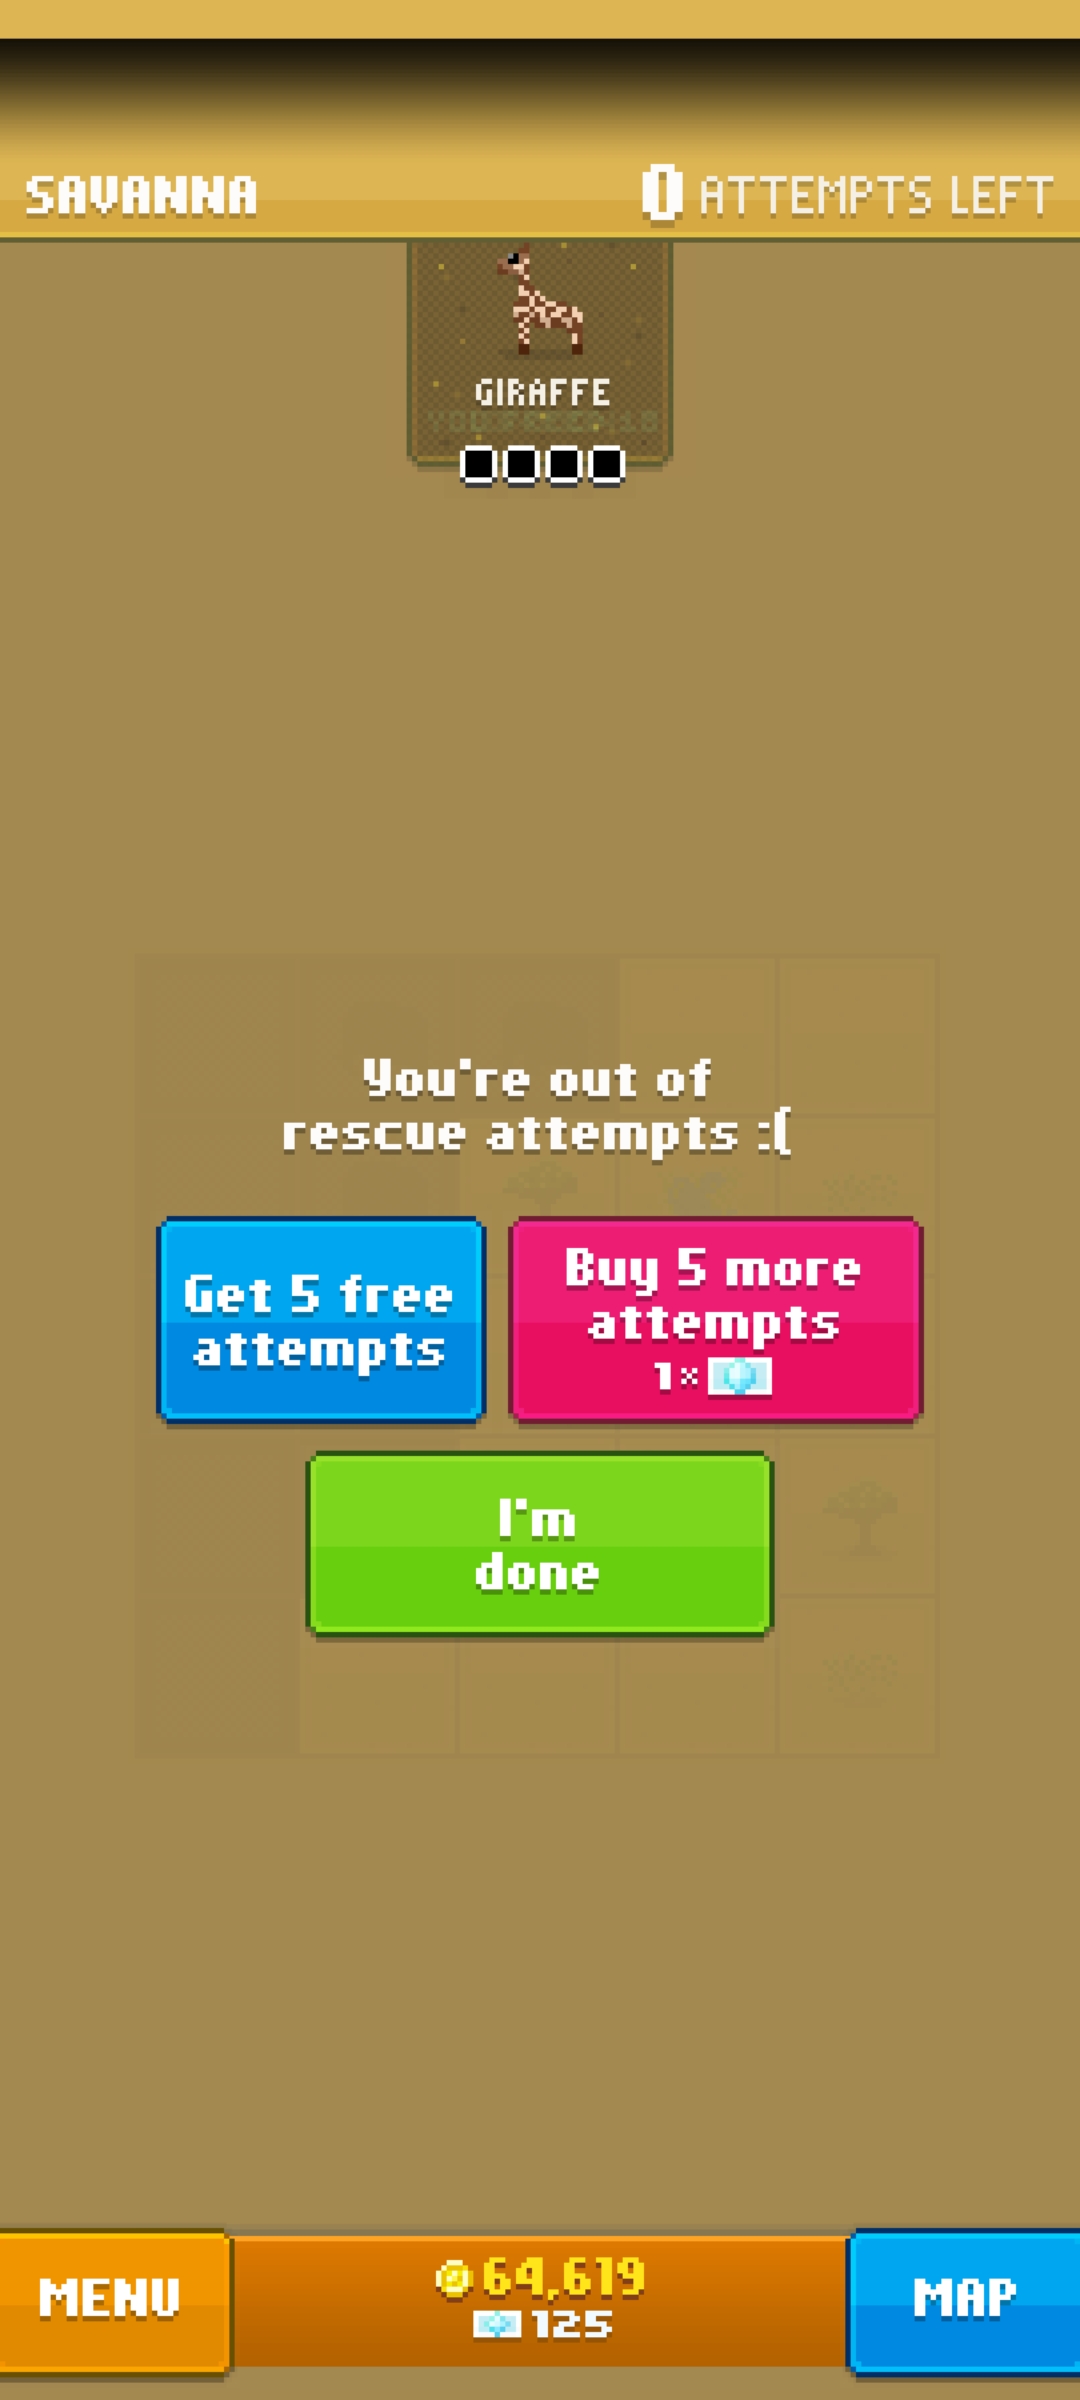 SAVANNA
0 ATTEMPTS LEFT
GIRAFFE
You're out of
rescue attempts :(
Get 5 free
attempts
Buy 5 more
attempts
1×
I'm
done
MENU
64,619
125
MAP